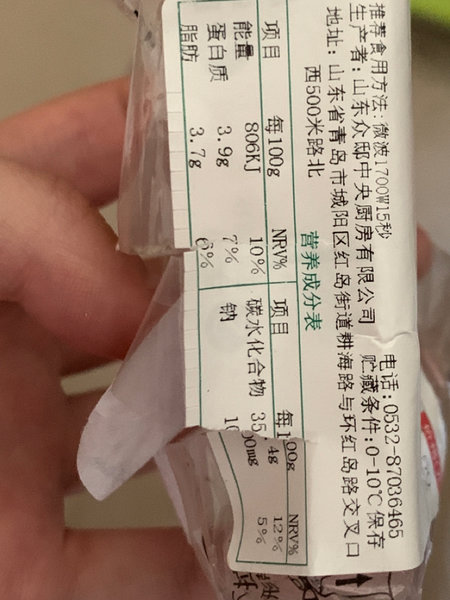 推荐食用方法:微波1700W15秒
生产者:山东众邸中央厨房有限公司 电话:0532-87036465
地址:山东省青岛市城阳区红岛街道耕海路与环红岛路交叉口
西500米路北
贮藏条件:0-10℃保存
营养成分表
项目 每100g NRV% 项目 每100g NRV%
能量 806KJ 10% 碳水化合物 35.4g 12%
蛋白质 3.9g 7% 钠 100mg 5%
脂肪 3.7g 6%